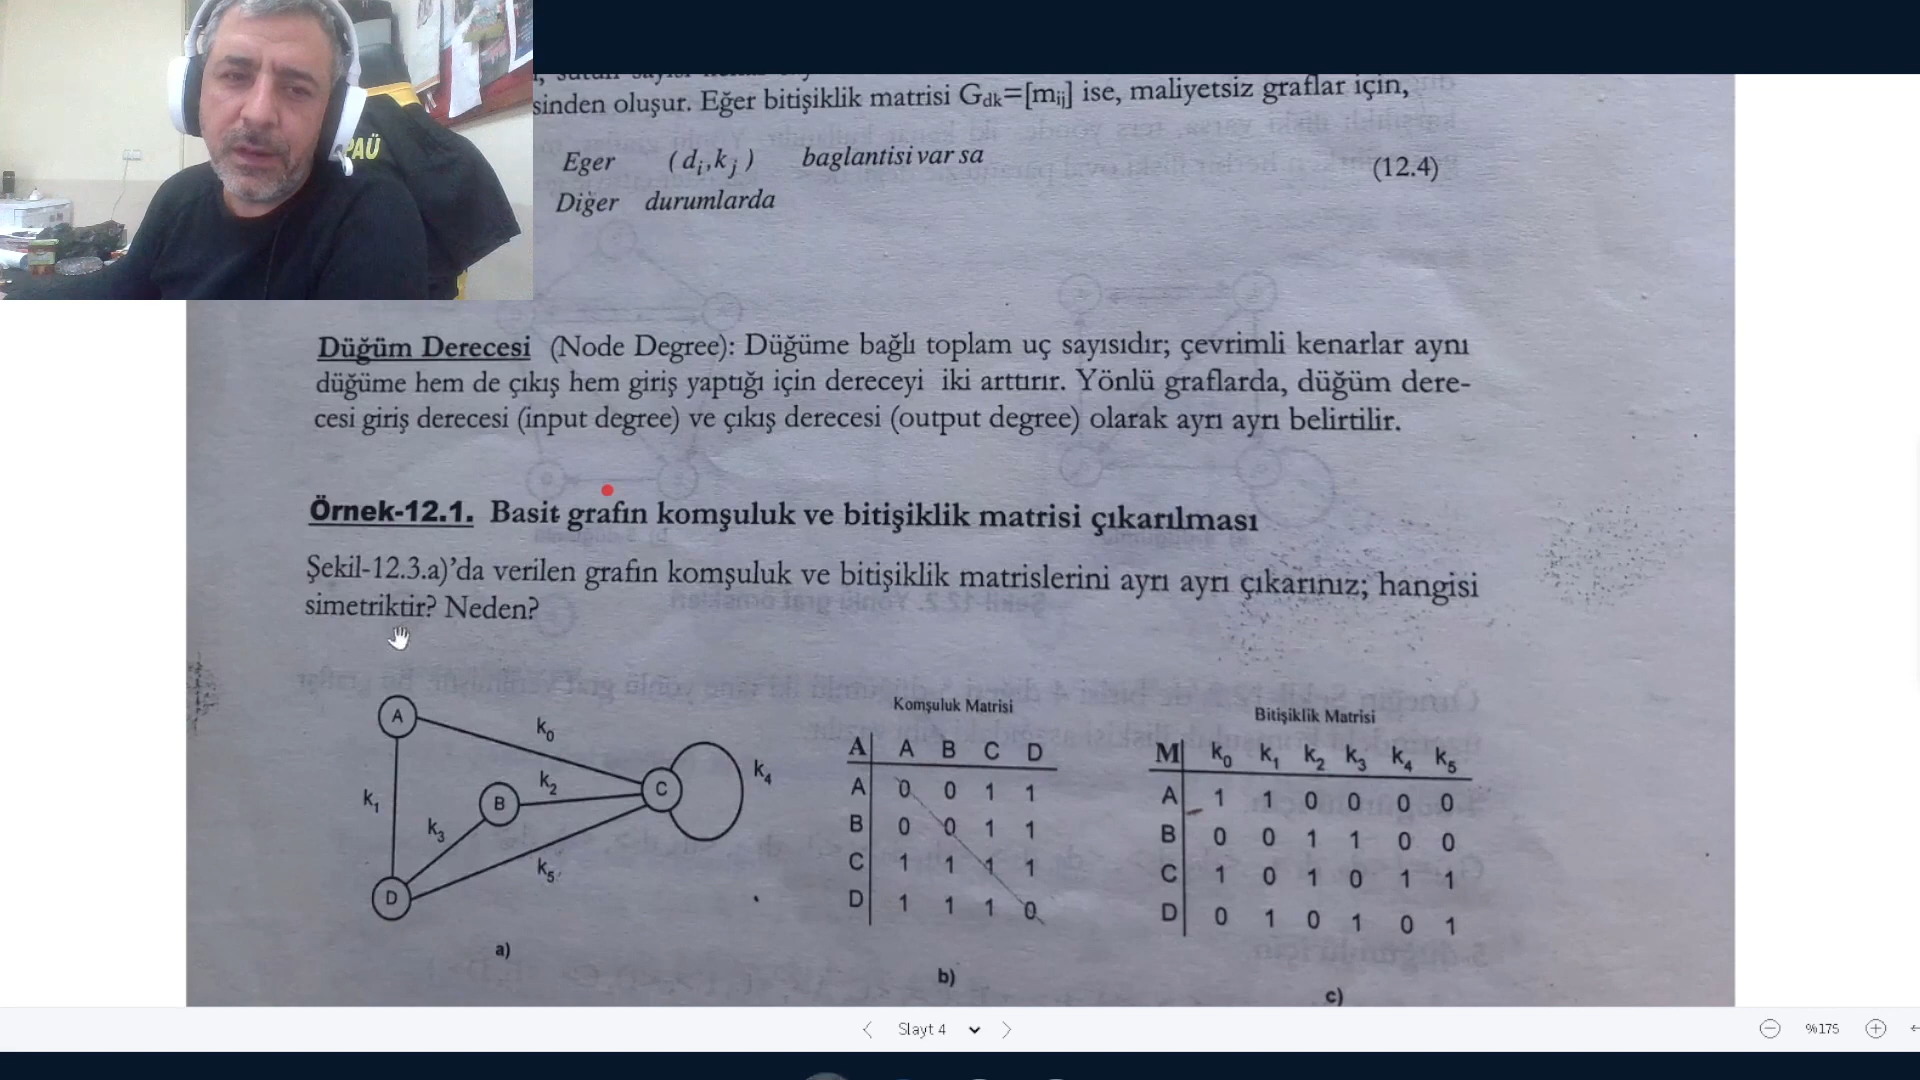 sinden oluşur. Eğer bitişiklik matrisi Gdk=[mij] ise, maliyetsiz graflar için,
PAÜ
Eger (di,kj) baglantisi var sa
(12.4)
Diğer durumlarda
Düğüm Derecesi (Node Degree): Düğüme bağlı toplam uç sayısıdır; çevrimli kenarlar aynı
düğüme hem de çıkış hem giriş yaptığı için dereceyi iki arttırır. Yönlü graflarda, düğüm dere-
cesi giriş derecesi (input degree) ve çıkış derecesi (output degree) olarak ayrı ayrı belirtilir.
Örnek-12.1. Basit grafın komşuluk ve bitişiklik matrisi çıkarılması
Şekil-12.3.a)'da verilen grafın komşuluk ve bitişiklik matrislerini ayrı ayrı çıkarınız; hangisi
simetriktir? Neden?
A
k0
k1
k2
B
C
k4
k3
k5
D
a)
Komşuluk Matrisi
A A B C D
A 0 0 1 1
B 0 0 1 1
C 1 1 1 1
D 1 1 1 0
b)
Bitişiklik Matrisi
M k0 k1 k2 k3 k4 k5
A 1 1 0 0 0 0
B 0 0 1 1 0 0
C 1 0 1 0 1 1
D 0 1 0 1 0 1
c)
Slayt 4
%175